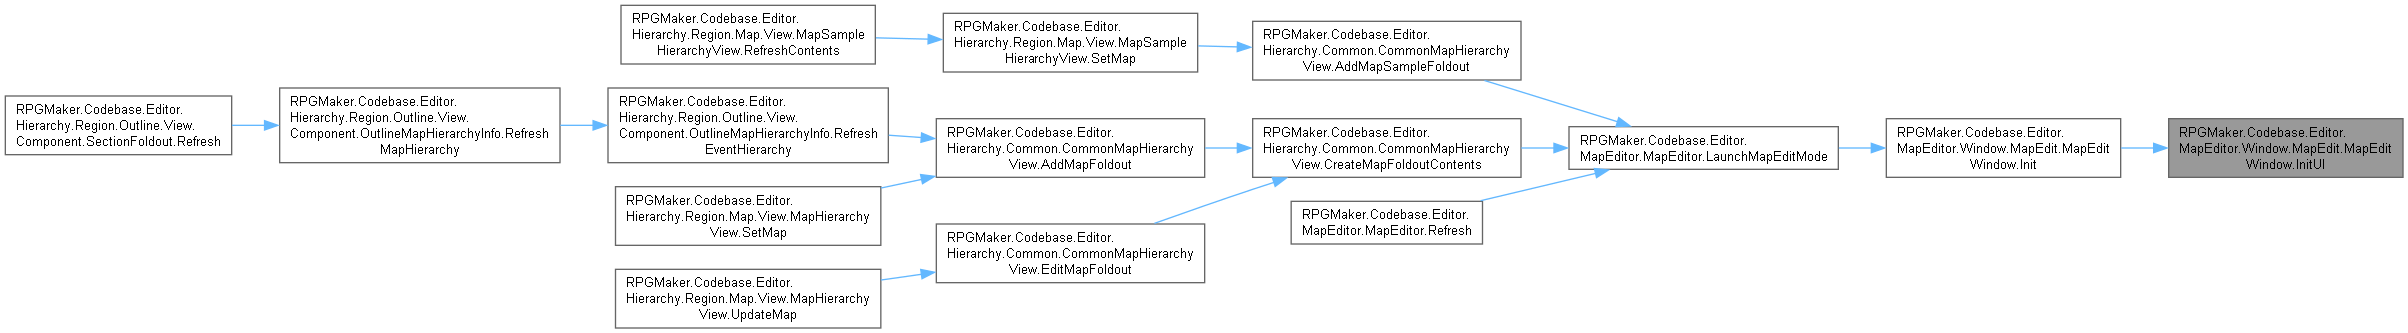 RPGMaker.Codebase.Editor.
Hierarchy.Region.Map.View.MapSample
HierarchyView.RefreshContents
RPGMaker.Codebase.Editor.
Hierarchy.Region.Map.View.MapSample
HierarchyView.SetMap
RPGMaker.Codebase.Editor.
Hierarchy.Common.CommonMapHierarchy
View.AddMapSampleFoldout
RPGMaker.Codebase.Editor.
Hierarchy.Region.Outline.View.
Component.SectionFoldout.Refresh
RPGMaker.Codebase.Editor.
Hierarchy.Region.Outline.View.
Component.OutlineMapHierarchyInfo.Refresh
MapHierarchy
RPGMaker.Codebase.Editor.
Hierarchy.Region.Outline.View.
Component.OutlineMapHierarchyInfo.Refresh
EventHierarchy
RPGMaker.Codebase.Editor.
Hierarchy.Common.CommonMapHierarchy
View.AddMapFoldout
RPGMaker.Codebase.Editor.
Hierarchy.Common.CommonMapHierarchy
View.CreateMapFoldoutContents
RPGMaker.Codebase.Editor.
MapEditor.MapEditor.LaunchMapEditMode
RPGMaker.Codebase.Editor.
MapEditor.Window.MapEdit.MapEdit
Window.Init
RPGMaker.Codebase.Editor.
MapEditor.Window.MapEdit.MapEdit
Window.InitUI
RPGMaker.Codebase.Editor.
Hierarchy.Region.Map.View.MapHierarchy
View.SetMap
RPGMaker.Codebase.Editor.
MapEditor.MapEditor.Refresh
RPGMaker.Codebase.Editor.
Hierarchy.Common.CommonMapHierarchy
View.EditMapFoldout
RPGMaker.Codebase.Editor.
Hierarchy.Region.Map.View.MapHierarchy
View.UpdateMap